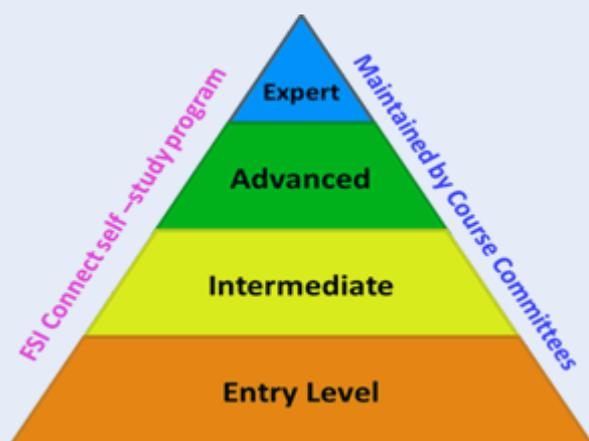 Expert
Advanced
Intermediate
Entry Level
FSI Connect self –study program
Maintained by Course Committees